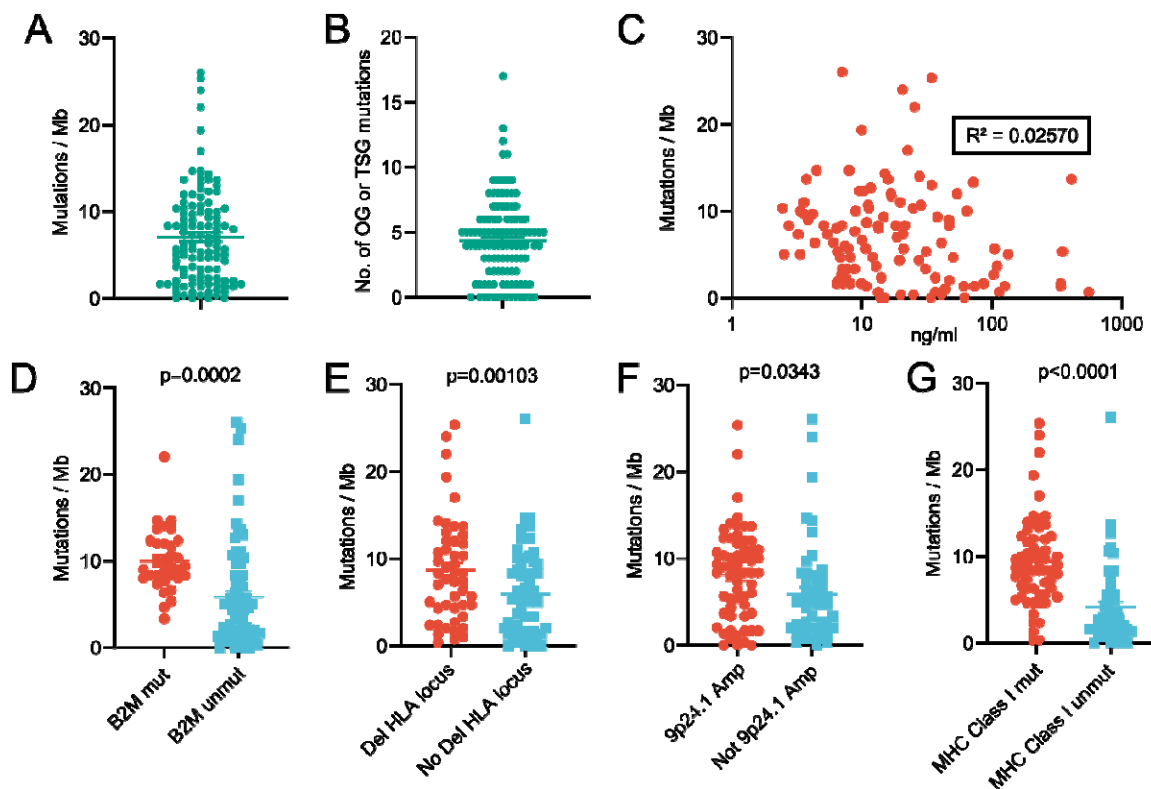 A
Mutations / Mb
30
20
10
0
B
No. of OG or TSG mutations
20
15
10
5
0
C
Mutations / Mb
30
20
10
0
R² = 0.02570
1
10
100
1000
ng/ml
D
p=0.0002
Mutations / Mb
30
20
10
0
B2M mut
B2M unmut
E
p=0.00103
Mutations / Mb
30
20
10
0
Del HLA locus
No Del HLA locus
F
p=0.0343
Mutations / Mb
30
20
10
0
9p24.1 Amp
Not 9p24.1 Amp
G
p<0.0001
Mutations / Mb
30
20
10
0
MHC Class I mut
MHC Class I unmut